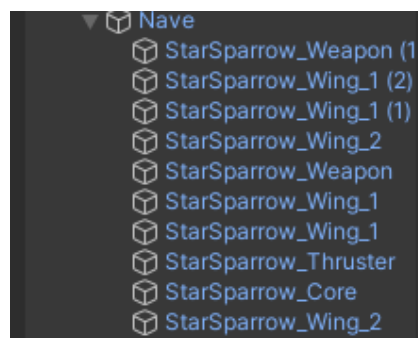 Nave
StarSparrow_Weapon (1
StarSparrow_Wing_1 (2)
StarSparrow_Wing_1 (1)
StarSparrow_Wing_2
StarSparrow_Weapon
StarSparrow_Wing_1
StarSparrow_Wing_1
StarSparrow_Thruster
StarSparrow_Core
StarSparrow_Wing_2